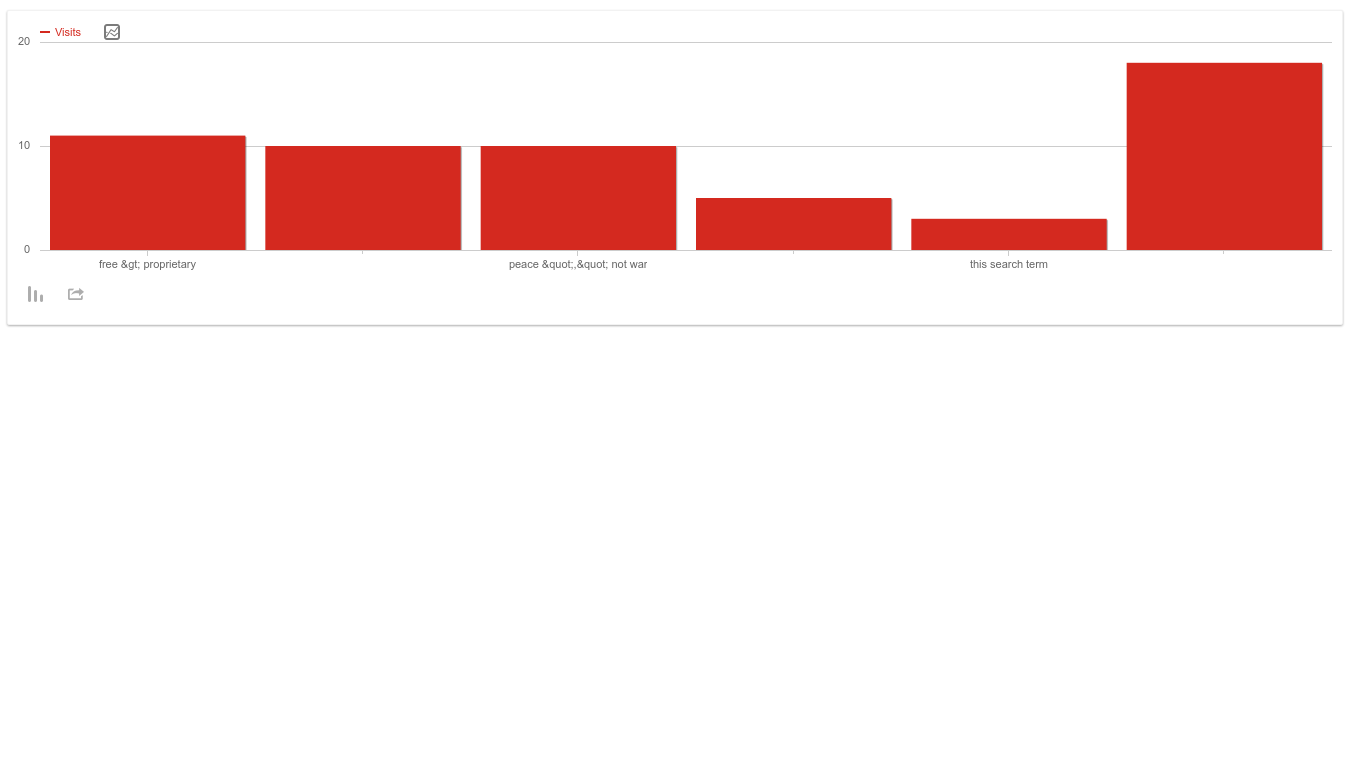 Visits
20
10
0
free &gt; proprietary
peace &quot;,&quot; not war
this search term